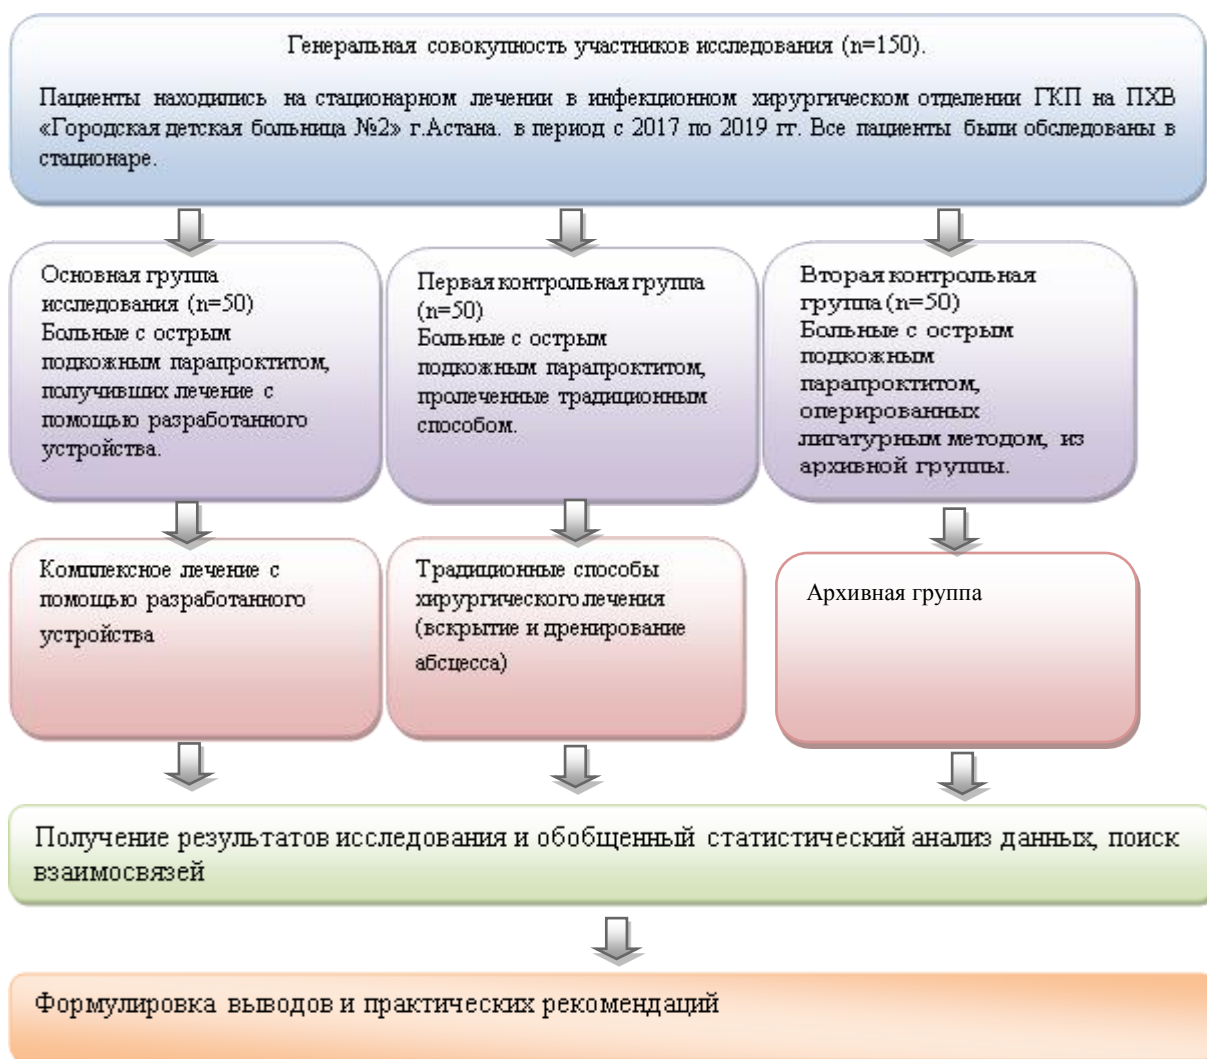 Генеральная совокупность участников исследования (n=150).
Пациенты находились на стационарном лечении в инфекционном хирургическом отделении ГКП на ПХВ
«Городская детская больница №2» г.Астана. в период с 2017 по 2019 гг. Все пациенты были обследованы в
стационаре.
Основная группа
исследования (n=50)
Больные с острым
подкожным парапроктитом,
получивших лечение с
помощью разработанного
устройства.
Первая контрольная группа
(n=50)
Больные с острым
подкожным парапроктитом,
пролеченные традиционным
способом.
Вторая контрольная
группа (n=50)
Больные с острым
подкожным
парапроктитом,
оперированных
лигатурным методом, из
архивной группы.
Комплексное лечение с
помощью разработанного
устройства
Традиционные способы
хирургического лечения
(вскрытие и дренирование
абсцесса)
Архивная группа
Получение результатов исследования и обобщенный статистический анализ данных, поиск
взаимосвязей
Формулировка выводов и практических рекомендаций